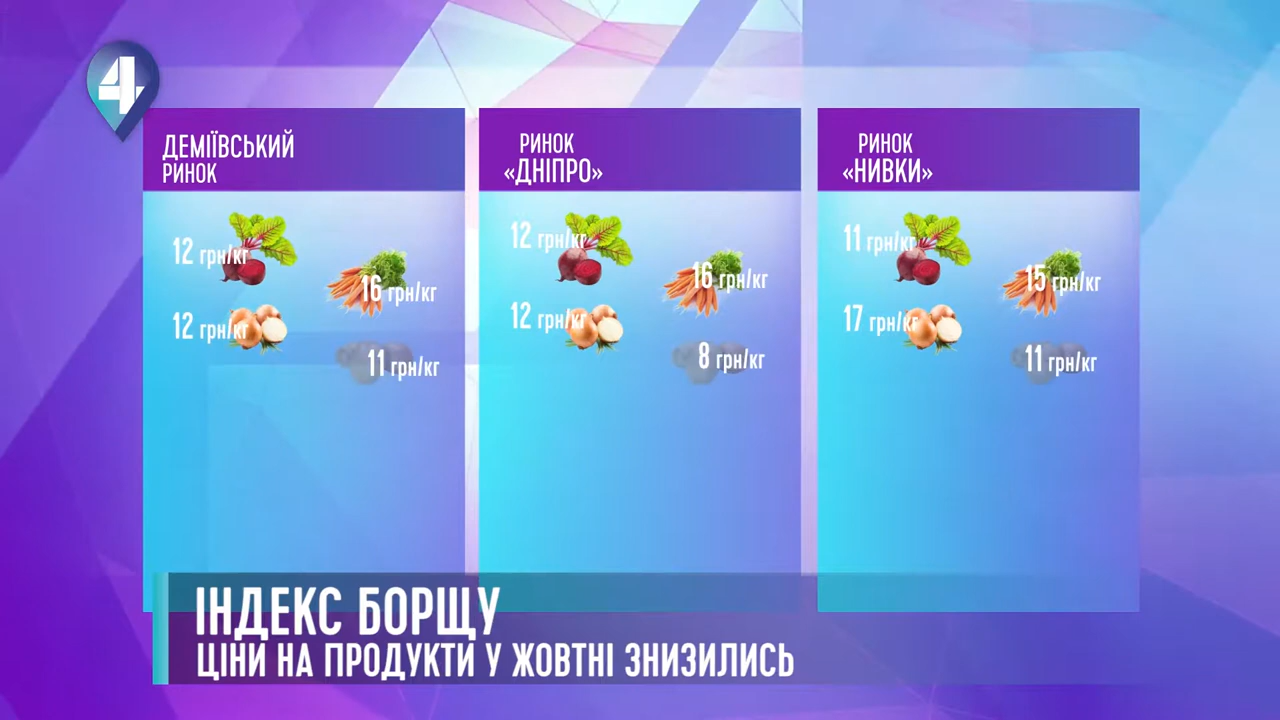 4
ДЕМІЇВСЬКИЙ
РИНОК
12 грн/кг
16 грн/кг
12 грн/кг
11 грн/кг
РИНОК
«ДНІПРО»
12 грн/кг
16 грн/кг
12 грн/кг
8 грн/кг
РИНОК
«НИВКИ»
11 грн/кг
15 грн/кг
17 грн/кг
11 грн/кг
ІНДЕКС БОРЩУ
ЦІНИ НА ПРОДУКТИ У ЖОВТНІ ЗНИЗИЛИСЬ